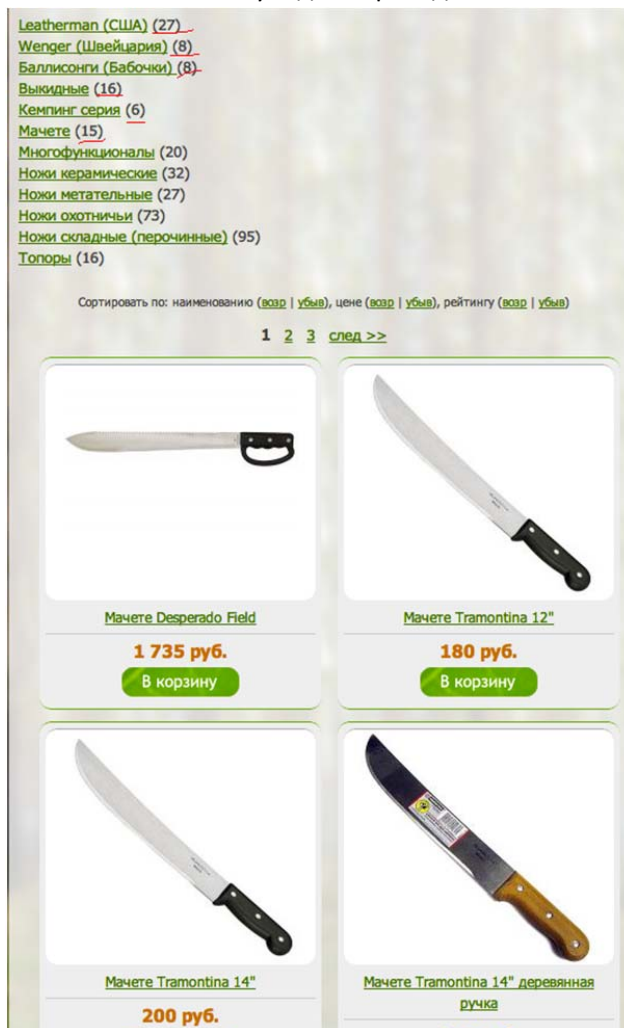 Leatherman (США) (27)
Wenger (Швейцария) (8)
Баллисонги (Бабочки) (8)
Выкидные (16)
Кемпинг серия (6)
Мачете (15)
Многофункционалы (20)
Ножи керамические (32)
Ножи метательные (27)
Ножи охотничьи (73)
Ножи складные (перочинные) (95)
Топоры (16)
Сортировать по: наименованию (возр | убыв), цене (возр | убыв), рейтингу (возр | убыв)
1 2 3 след >>
Мачете Desperado Field
1 735 руб.
В корзину
Мачете Tramontina 12"
180 руб.
В корзину
Мачете Tramontina 14"
200 руб.
Мачете Tramontina 14" деревянная
ручка